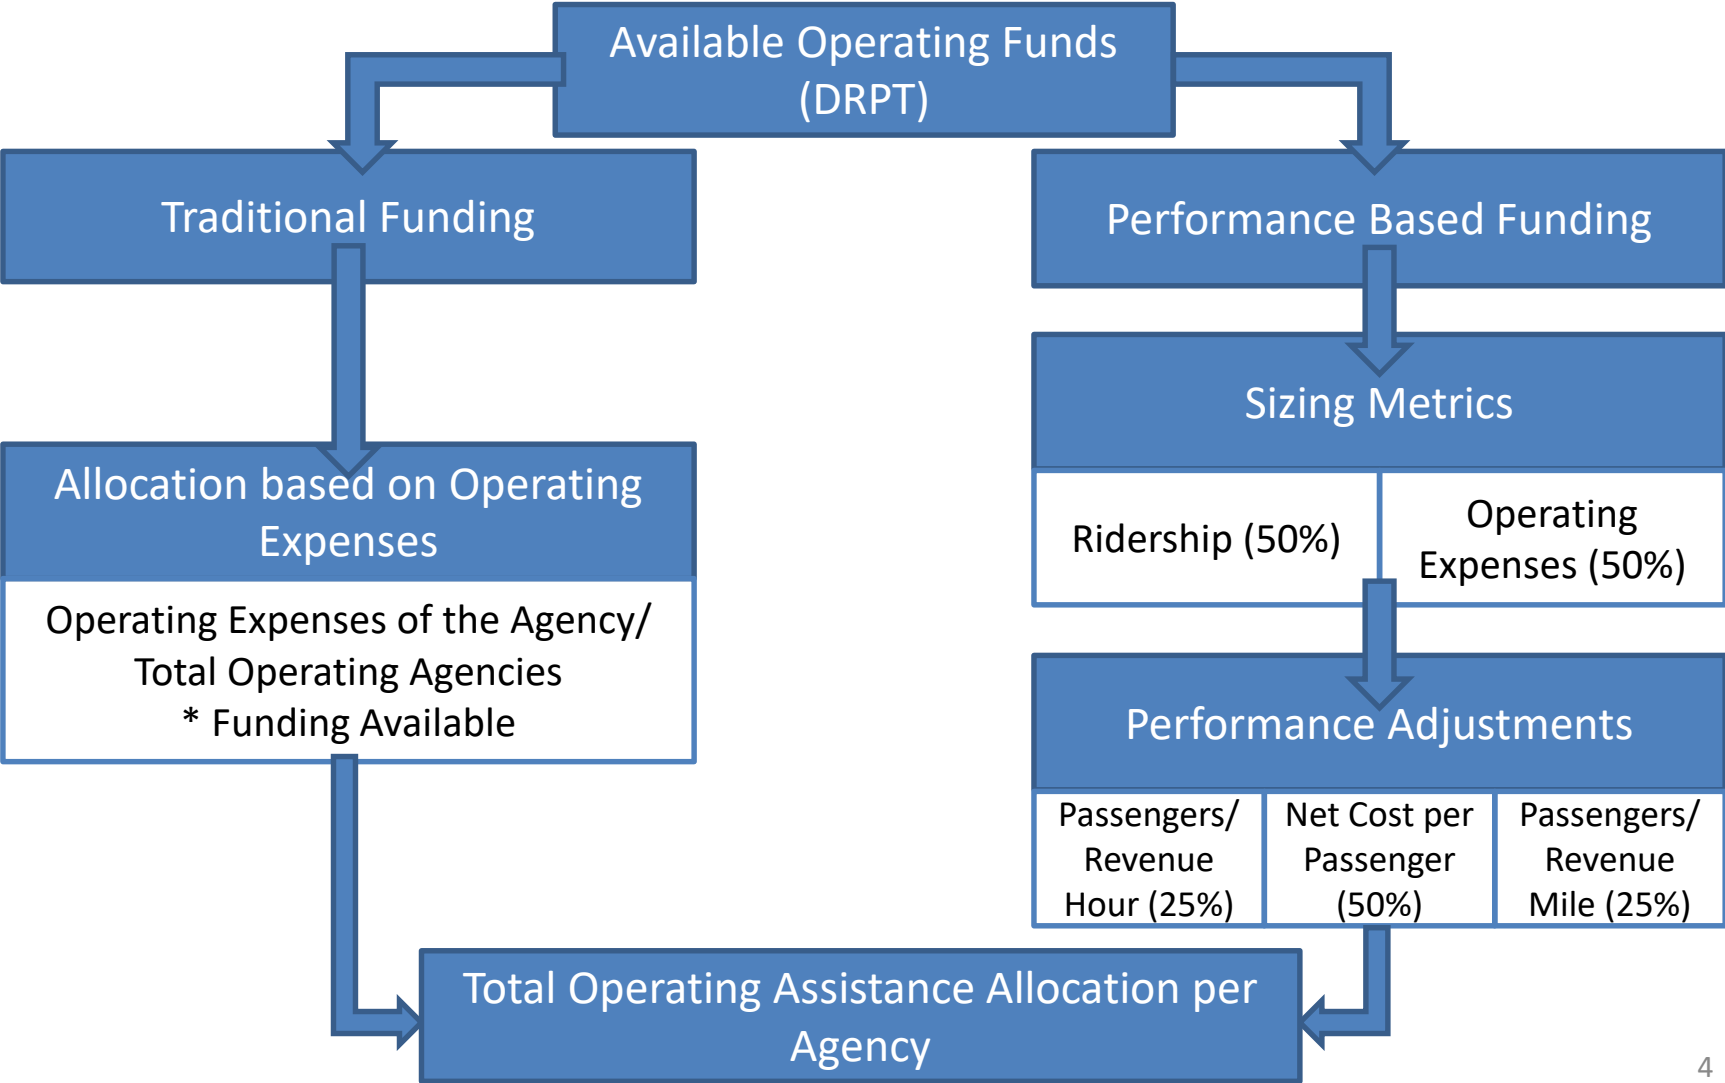 Available Operating Funds
(DRPT)
Traditional Funding
Performance Based Funding
Allocation based on Operating
Expenses
Operating Expenses of the Agency/
Total Operating Agencies
* Funding Available
Sizing Metrics
Ridership (50%)
Operating
Expenses (50%)
Performance Adjustments
Passengers/
Revenue
Hour (25%)
Net Cost per
Passenger
(50%)
Passengers/
Revenue
Mile (25%)
Total Operating Assistance Allocation per
Agency
4